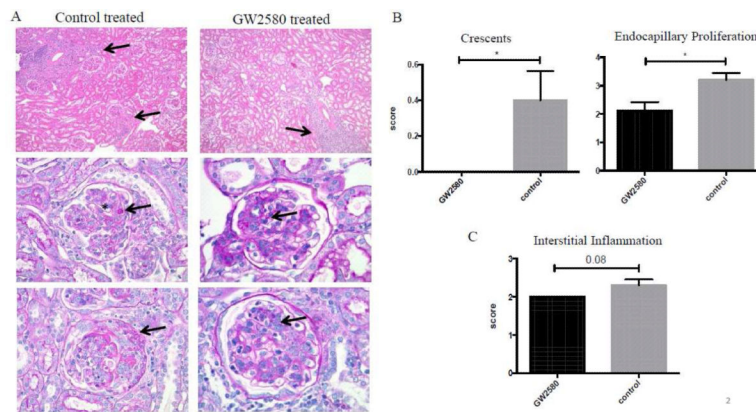 A
Control treated
GW2580 treated
B
Crescents
*
score
0.6
0.4
0.2
0.0
GW2580
control
Endocapillary Proliferation
*
4
3
2
1
0
GW2580
control
C
Interstitial Inflammation
0.08
score
3
2
1
0
GW2580
control
2